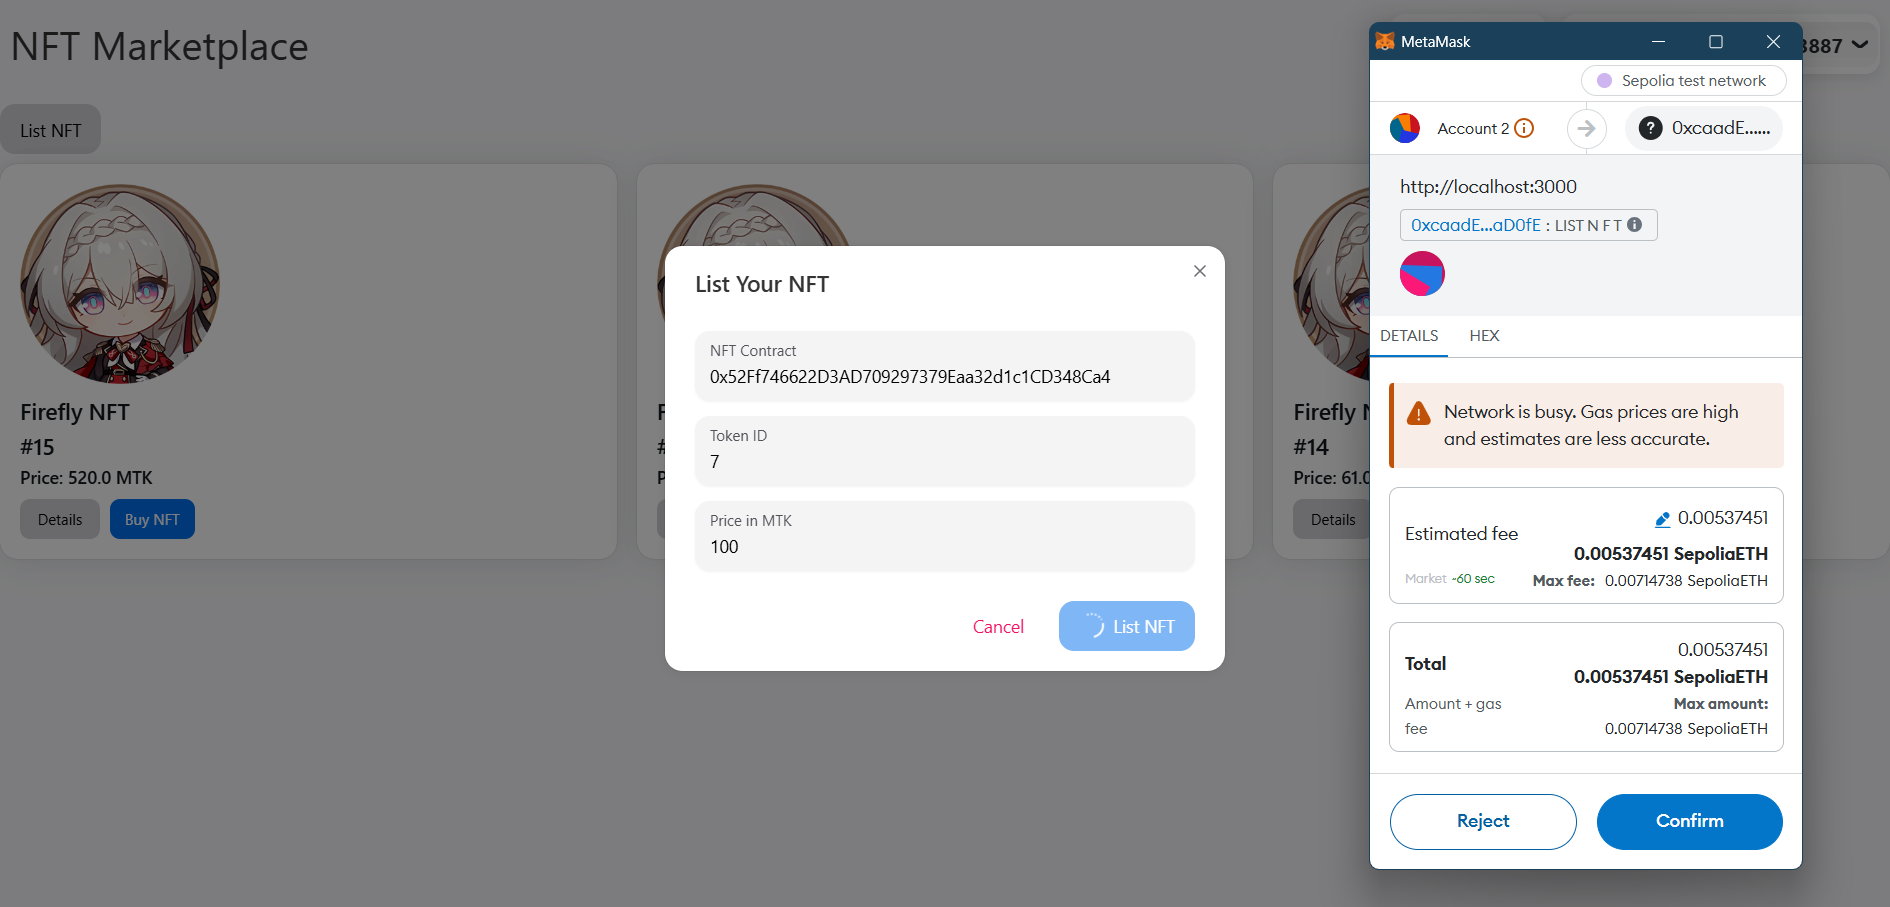 NFT Marketplace
List NFT
Firefly NFT
#15
Price: 520.0 MTK
Details
Buy NFT
#14
Price: 61.0
Details
List Your NFT
NFT Contract
0x52Ff746622D3AD709297379Eaa32d1c1CD348Ca4
Token ID
7
Price in MTK
100
Cancel
List NFT
3887
MetaMask
Sepolia test network
Account 2
0xcaadE......
http://localhost:3000
0xcaadE...aD0fE : LIST N F T
DETAILS
HEX
Network is busy. Gas prices are high
and estimates are less accurate.
Estimated fee
0.00537451
0.00537451 SepoliaETH
Market ~60 sec
Max fee: 0.00714738 SepoliaETH
Total
0.00537451
0.00537451 SepoliaETH
Amount + gas
fee
Max amount:
0.00714738 SepoliaETH
Reject
Confirm